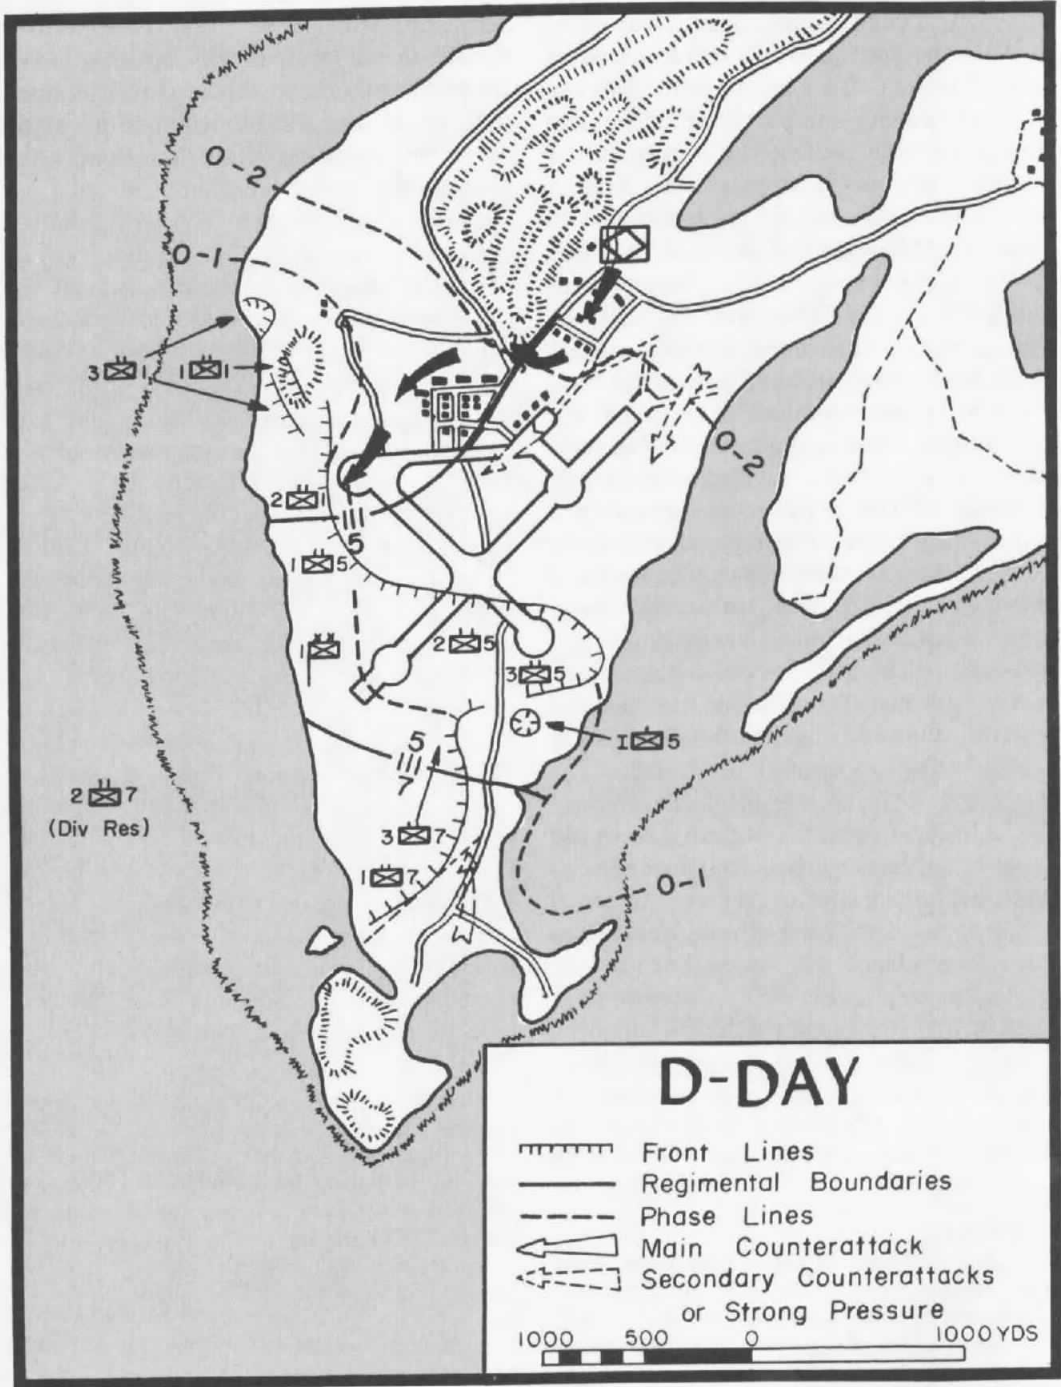 O-2
O-1
3 1
1 1
O-2
2 1
5
1 5
1
2 5
3 5
I 5
5
7
2 7
(Div Res)
3 7
1 7
O-1
D-DAY
Front Lines
Regimental Boundaries
Phase Lines
Main Counterattack
Secondary Counterattacks
or Strong Pressure
1000 500 0 1000 YDS